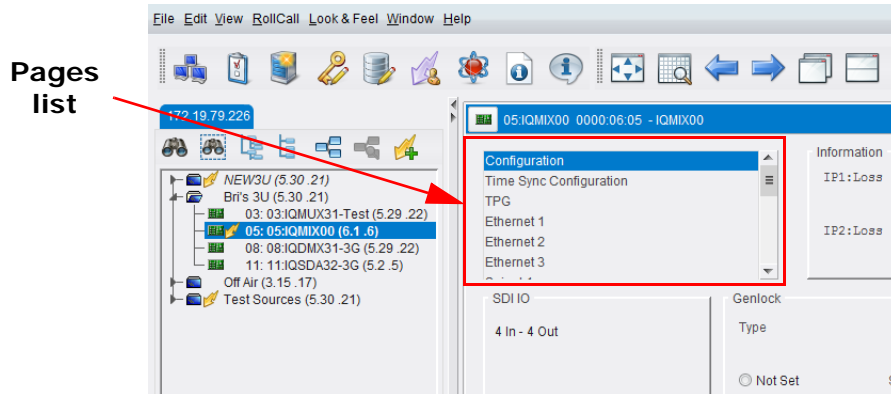 File Edit View RollCall Look & Feel Window Help
Pages
list
172.19.79.226
NEW3U (5.30 .21)
Bri's 3U (5.30 .21)
03: 03:IQMUX31-Test (5.29 .22)
05: 05:IQMIX00 (6.1 .6)
08: 08:IQDMX31-3G (5.29 .22)
11: 11:IQSDA32-3G (5.2 .5)
Off Air (3.15 .17)
Test Sources (5.30 .21)
05:IQMIX00 0000:06:05 - IQMIX00
Configuration
Time Sync Configuration
TPG
Ethernet 1
Ethernet 2
Ethernet 3
Information
IP1:Loss
IP2:Loss
SDI IO
4 In - 4 Out
Genlock
Type
Not Set